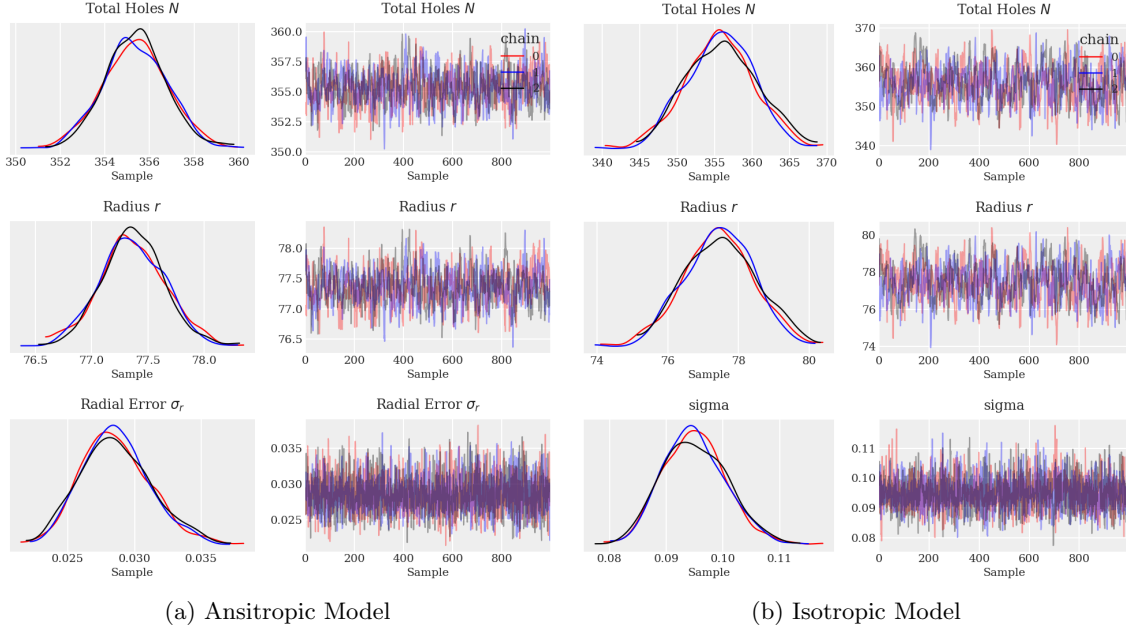 Total Holes N
Total Holes N
Total Holes N
Total Holes N
350 352 354 356 358 360
Sample
360.0
357.5
355.0
352.5
350.0
chain
0
1
2
0 200 400 600 800
Sample
340 345 350 355 360 365 370
Sample
370
360
350
340
chain
0
1
2
0 200 400 600 800
Sample
Radius r
Radius r
Radius r
Radius r
76.5 77.0 77.5 78.0
Sample
78.0
77.5
77.0
76.5
0 200 400 600 800
Sample
74 76 78 80
Sample
80
78
76
74
0 200 400 600 800
Sample
Radial Error σr
Radial Error σr
sigma
sigma
0.025 0.030 0.035
Sample
0.035
0.030
0.025
0 200 400 600 800
Sample
0.08 0.09 0.10 0.11
Sample
0.11
0.10
0.09
0.08
0 200 400 600 800
Sample
(a) Ansitropic Model
(b) Isotropic Model